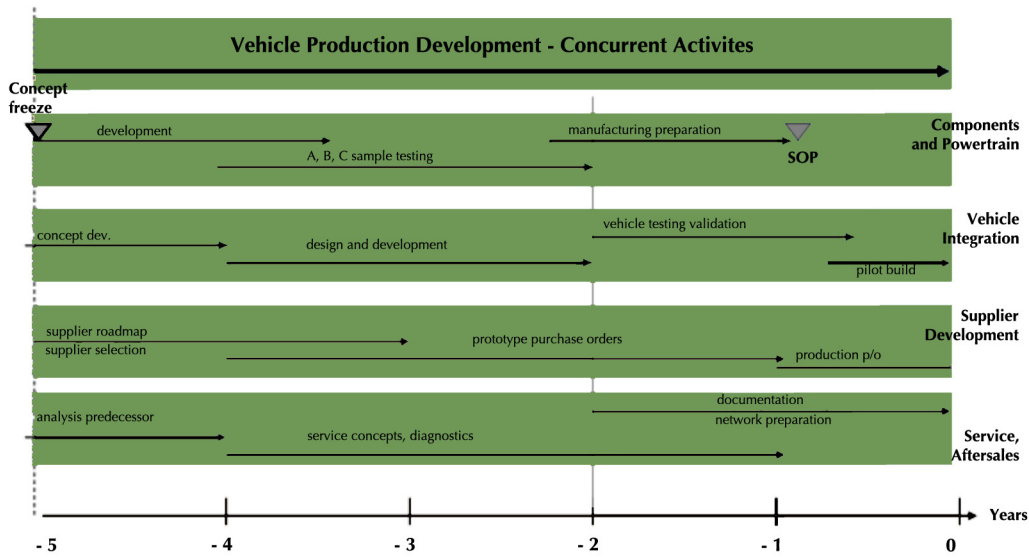 Vehicle Production Development - Concurrent Activites
Concept
freeze
development
manufacturing preparation
A, B, C sample testing
SOP
Components
and Powertrain
concept dev.
design and development
vehicle testing validation
pilot build
Vehicle
Integration
supplier roadmap
supplier selection
prototype purchase orders
production p/o
Supplier
Development
analysis predecessor
service concepts, diagnostics
documentation
network preparation
Service,
Aftersales
Years
- 5
- 4
- 3
- 2
- 1
0